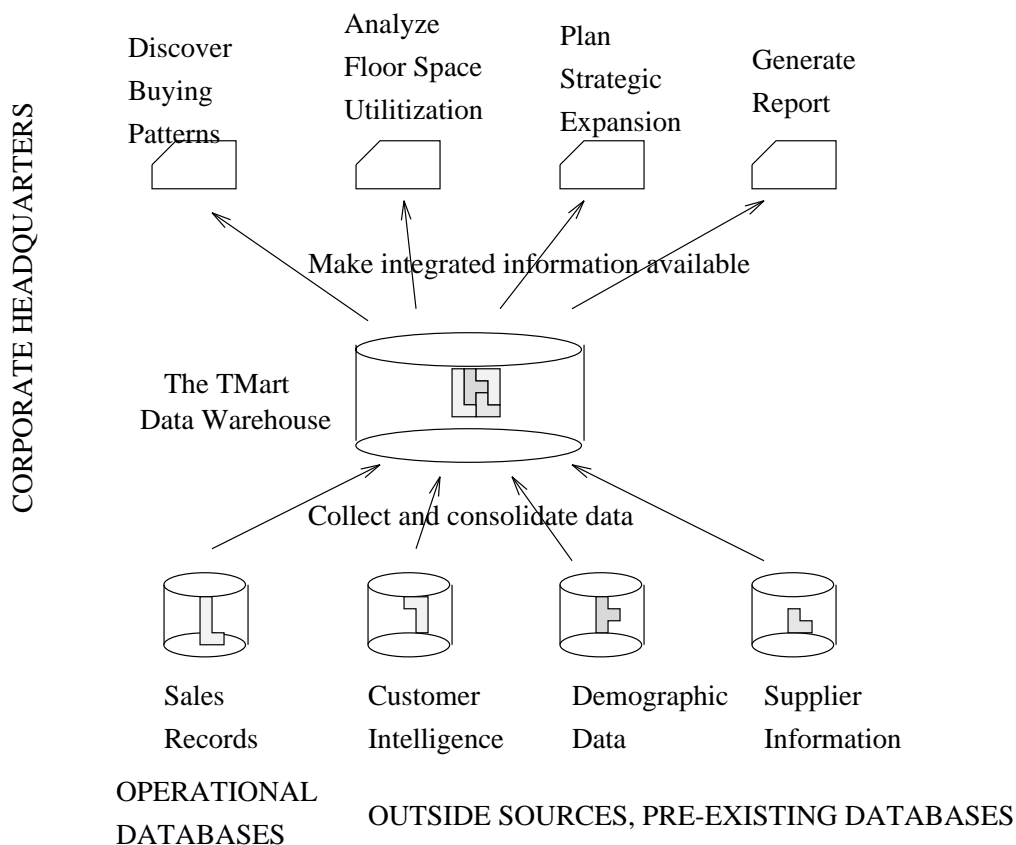 Discover
Buying
Patterns
Analyze
Floor Space
Utilitization
Plan
Strategic
Expansion
Generate
Report
CORPORATE HEADQUARTERS
Make integrated information available
The TMart
Data Warehouse
Collect and consolidate data
Sales
Records
Customer
Intelligence
Demographic
Data
Supplier
Information
OPERATIONAL
DATABASES
OUTSIDE SOURCES, PRE-EXISTING DATABASES